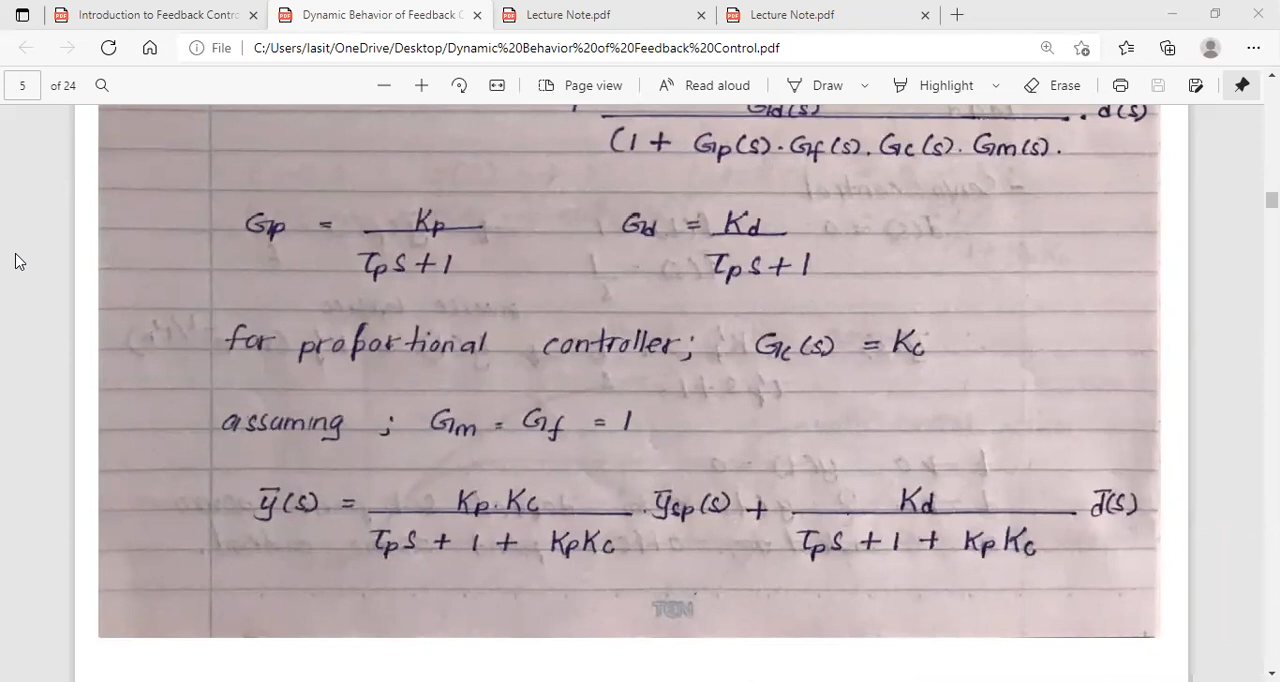 Introduction to Feedback Contro
Dynamic Behavior of Feedback C
Lecture Note.pdf
Lecture Note.pdf
File
C:/Users/lasit/OneDrive/Desktop/Dynamic%20Behavior%20of%20Feedback%20Control.pdf
5 of 24
Page view
Read aloud
Draw
Highlight
Erase
Gd(s) . d(s)
(1 + Gp(s).Gf(s).Gc(s).Gm(s).
Gp = Kp / τps+1    Gd = Kd / τps+1
for proportional controller; Gc(s) = Kc
assuming ; Gm = Gf = 1
ȳ(s) = Kp.Kc / τps + 1 + KpKc . ȳsp(s) + Kd / τps + 1 + KpKc d̄(s)